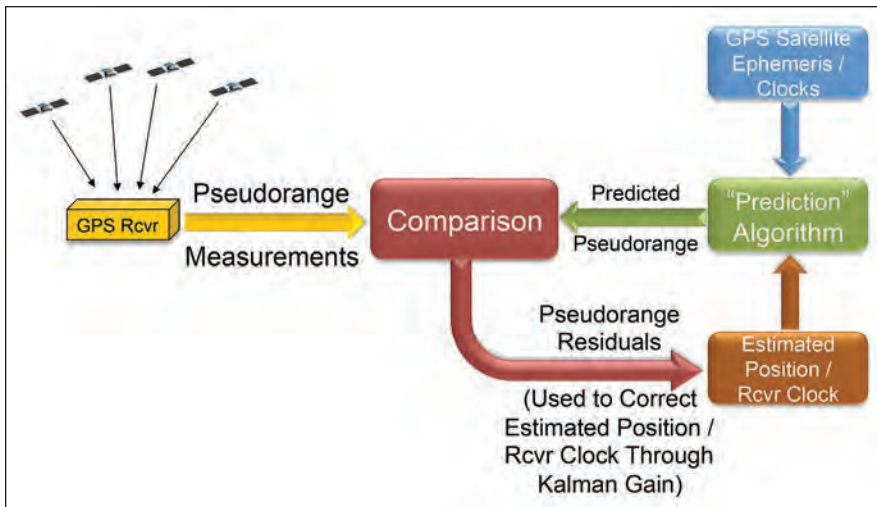 GPS Satellite
Ephemeris /
Clocks
GPS Rcvr
Pseudorange
Measurements
Comparison
Predicted
Pseudorange
"Prediction"
Algorithm
Pseudorange
Residuals
(Used to Correct
Estimated Position /
Rcvr Clock Through
Kalman Gain)
Estimated
Position /
Rcvr Clock